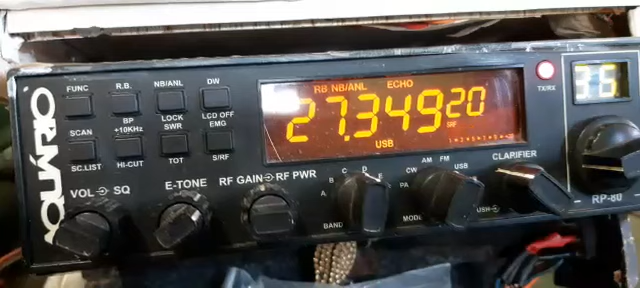 FUNC R.B. NB/ANL DW
BP +10KHz LOCK SWR LCD OFF EMG
SCAN
SC.LIST HI-CUT TOT S/RF
RB NB/ANL ECHO
27.34920
SRF
USB
TX/RX
36
VOL SQ E-TONE RF GAIN RF PWR
BAND A B C D E
MODE PA CW AM FM USB
CLARIFIER
RP-80